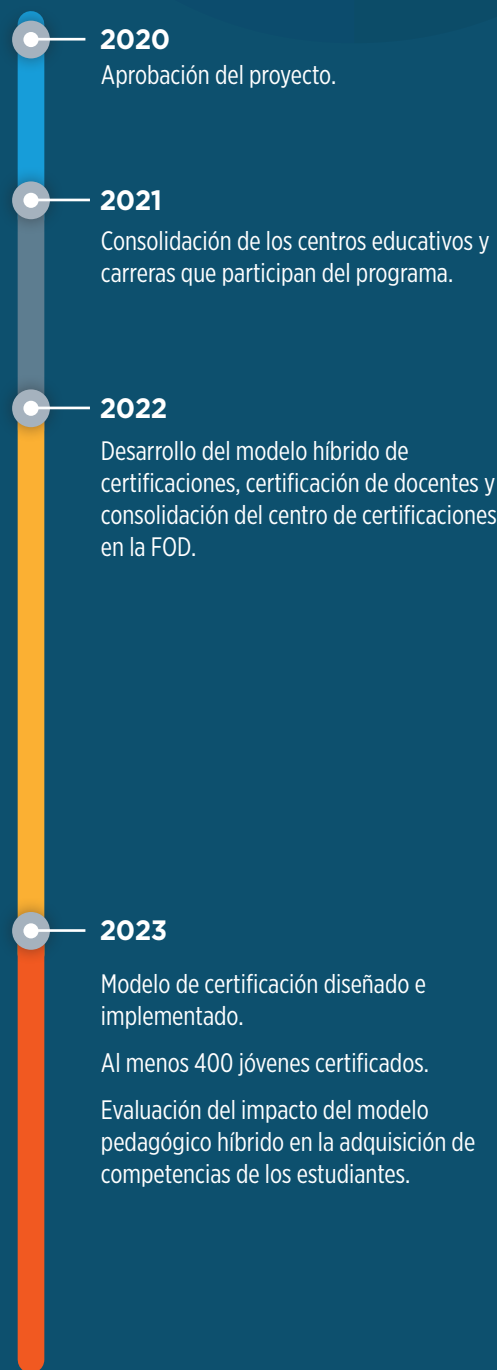 2020
Aprobación del proyecto.
2021
Consolidación de los centros educativos y
carreras que participan del programa.
2022
Desarrollo del modelo híbrido de
certificaciones, certificación de docentes y
consolidación del centro de certificaciones
en la FOD.
2023
Modelo de certificación diseñado e
implementado.
Al menos 400 jóvenes certificados.
Evaluación del impacto del modelo
pedagógico híbrido en la adquisición de
competencias de los estudiantes.